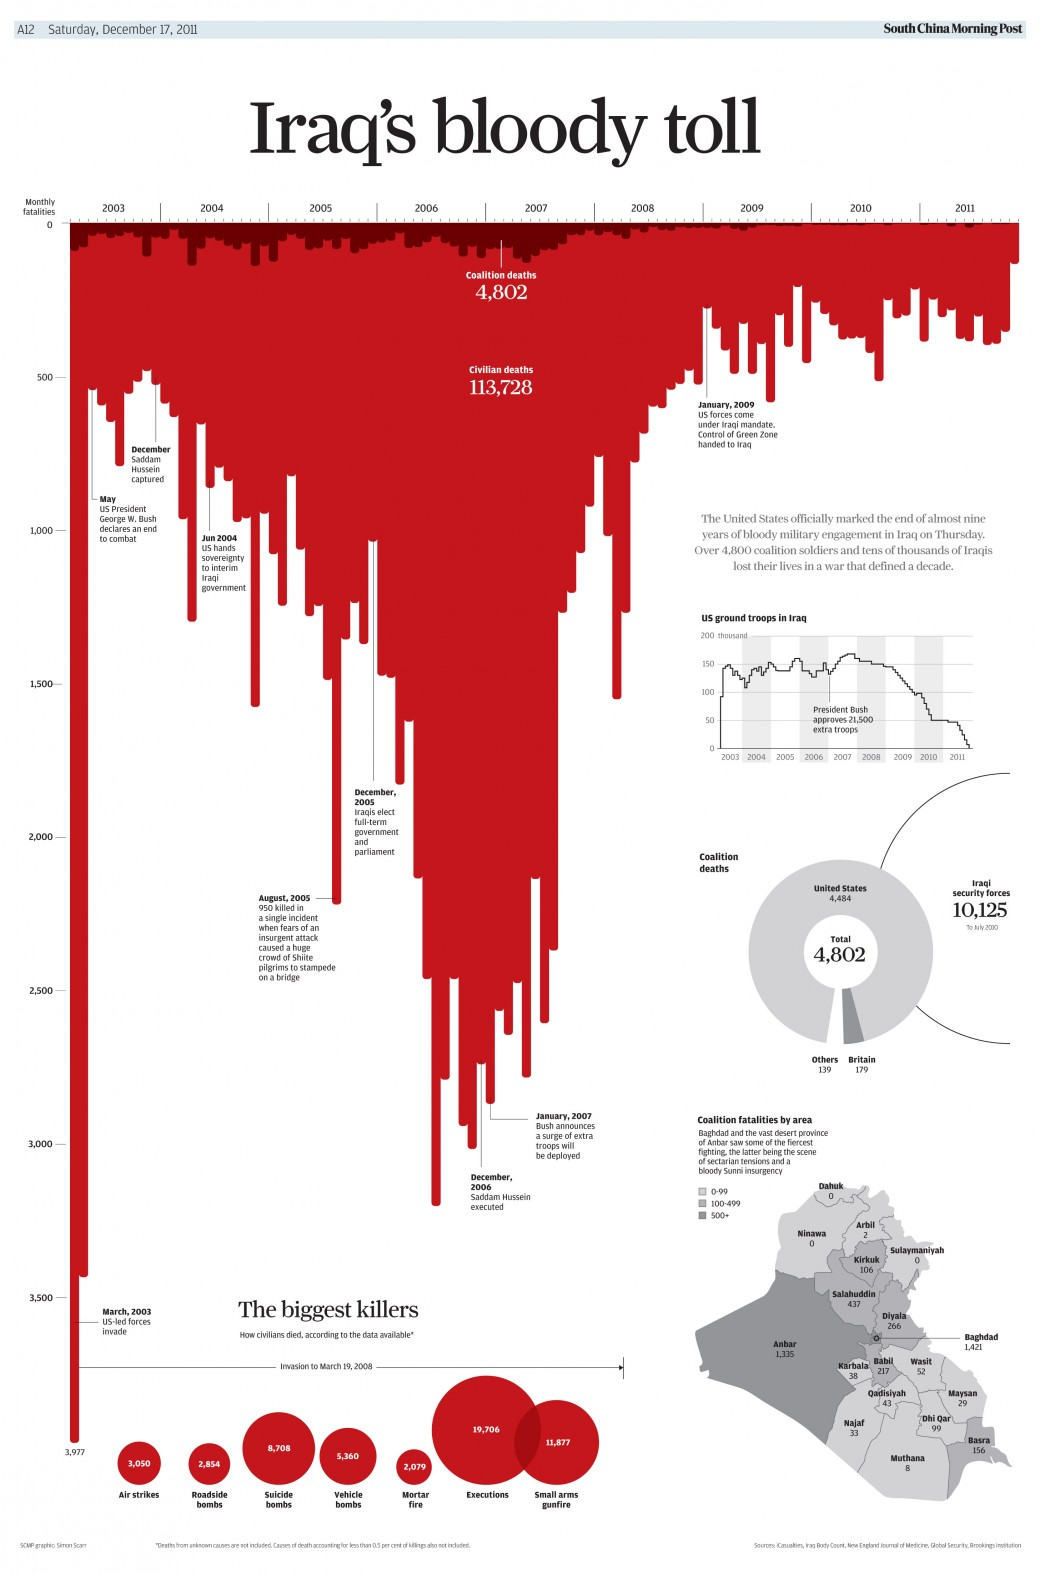 A12 Saturday, December 17, 2011
South China Morning Post
Iraq's bloody toll
Monthly
fatalities
2003 2004 2005 2006 2007 2008 2009 2010 2011
0
500
1,000
1,500
2,000
2,500
3,000
3,500
3,977
Coalition deaths
4,802
Civilian deaths
113,728
May
US President
George W. Bush
declares an end
to combat
December
Saddam
Hussein
captured
Jun 2004
US hands
sovereignty
to interim
Iraqi
government
August, 2005
950 killed in
a single incident
when fears of an
insurgent attack
caused a huge
crowd of Shiite
pilgrims to stampede
on a bridge
December,
2005
Iraqis elect
full-term
government
and
parliament
December,
2006
Saddam Hussein
executed
January, 2007
Bush announces
a surge of extra
troops will
be deployed
January, 2009
US forces come
under Iraqi mandate.
Control of Green Zone
handed to Iraq
March, 2003
US-led forces
invade
The United States officially marked the end of almost nine
years of bloody military engagement in Iraq on Thursday.
Over 4,800 coalition soldiers and tens of thousands of Iraqis
lost their lives in a war that defined a decade.
US ground troops in Iraq
200 thousand
150
100
50
0
President Bush
approves 21,500
extra troops
2003 2004 2005 2006 2007 2008 2009 2010 2011
Coalition
deaths
United States
4,484
Total
4,802
Others
139
Britain
179
Iraqi
security forces
10,125
To July 2010
Coalition fatalities by area
Baghdad and the vast desert province
of Anbar saw some of the fiercest
fighting, the latter being the scene
of sectarian tensions and a
bloody Sunni insurgency
0-99
100-499
500+
Dahuk
0
Ninawa
0
Arbil
2
Sulaymaniyah
0
Kirkuk
106
Salahuddin
437
Diyala
266
Baghdad
1,421
Anbar
1,335
Karbala
38
Babil
217
Wasit
52
Qadisiyah
43
Maysan
29
Najaf
33
Dhi Qar
99
Basra
156
Muthana
8
The biggest killers
How civilians died, according to the data available*
Invasion to March 19, 2008
3,050
Air strikes
2,854
Roadside
bombs
8,708
Suicide
bombs
5,360
Vehicle
bombs
2,079
Mortar
fire
19,706
Executions
11,877
Small arms
gunfire
SCMP graphic: Simon Scarr
*Deaths from unknown causes are not included. Causes of death accounting for less than 0.5 per cent of killings also not included.
Sources: iCasualties, Iraq Body Count, New England Journal of Medicine, Global Security, Brookings Institution